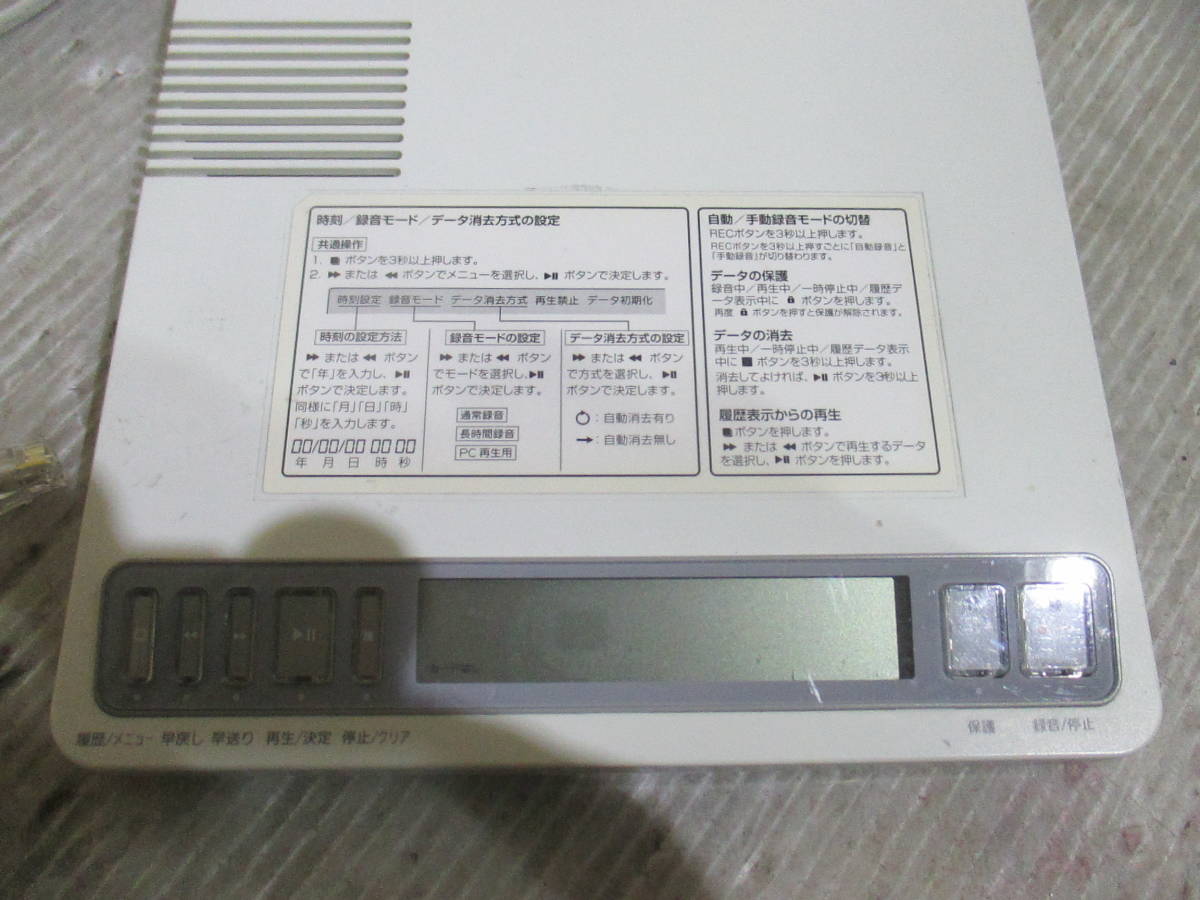 時刻/録音モード/データ消去方式の設定
共通操作
1. ボタンを3秒以上押します。
2. ▶▶ または ◀◀ ボタンでメニューを選択し、▶II ボタンで決定します。
時刻設定 録音モード データ消去方式 再生禁止 データ初期化
時刻の設定方法
▶▶ または ◀◀ ボタン
で「年」を入力し、▶II
ボタンで決定します。
同様に「月」「日」「時」
「秒」を入力します。
00/00/00 00 00
年 月 日 時 秒
録音モードの設定
▶▶ または ◀◀ ボタン
でモードを選択し、▶II
ボタンで決定します。
通常録音
長時間録音
PC 再生用
データ消去方式の設定
▶▶ または ◀◀ ボタン
で方式を選択し、▶II
ボタンで決定します。
：自動消去有り
→：自動消去無し
自動/手動録音モードの切替
RECボタンを3秒以上押します。
RECボタンを3秒以上押すごとに「自動録音」と
「手動録音」が切り替わります。
データの保護
録音中/再生中/一時停止中/履歴デ
ータ表示中に ボタンを押します。
再度 ボタンを押すと保護が解除されます。
データの消去
再生中/一時停止中/履歴データ表示
中に ■ ボタンを3秒以上押します。
消去してよければ、▶II ボタンを3秒以上
押します。
履歴表示からの再生
ボタンを押します。
▶▶ または ◀◀ ボタンで再生するデータ
を選択し、▶II ボタンを押します。
履歴/メニュー 早戻し 早送り 再生/決定 停止/クリア
保護 録音/停止